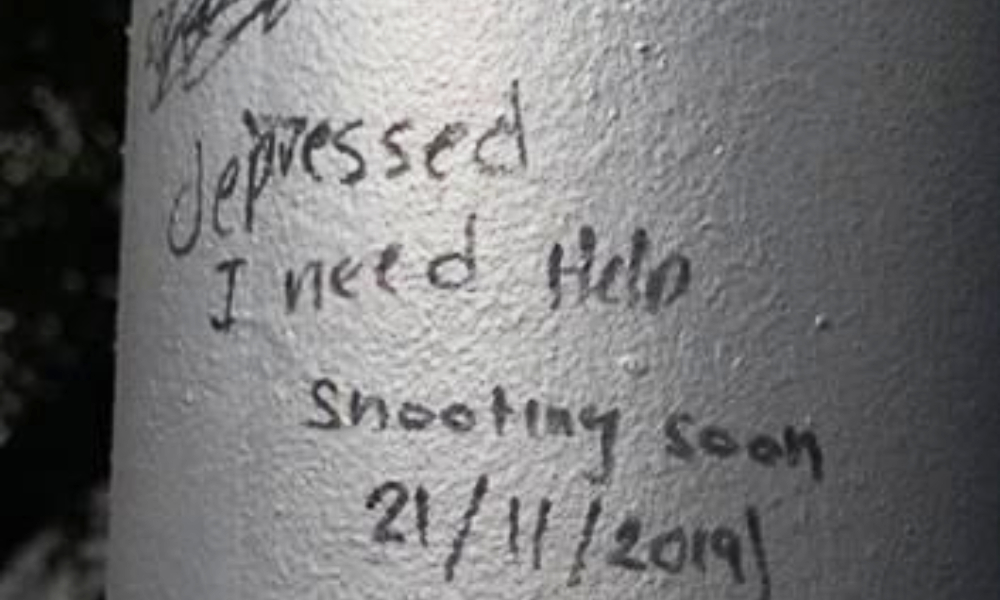 depressed
I need Help
Shooting soon
21/11/2019